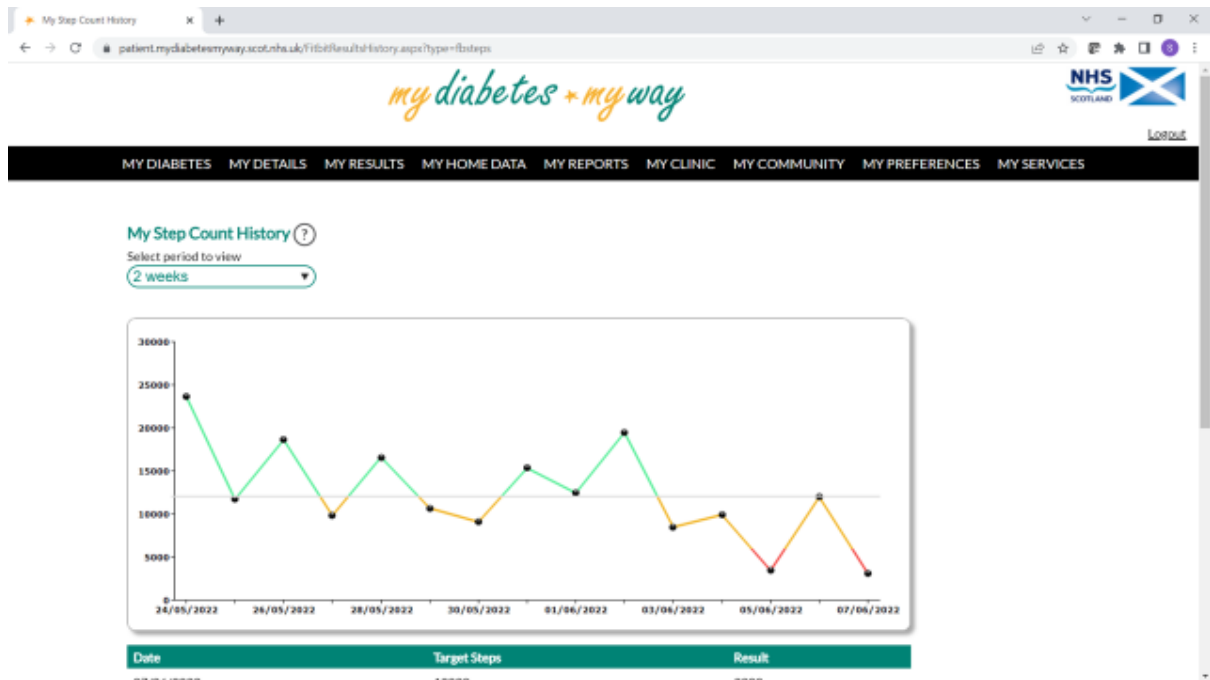 My Step Count History
patient.mydiabetesmyway.scot.nhs.uk/FitbitResultsHistory.aspx?type=fbsteps
S
my diabetes my way
NHS
SCOTLAND
Logout
MY DIABETES MY DETAILS MY RESULTS MY HOME DATA MY REPORTS MY CLINIC MY COMMUNITY MY PREFERENCES MY SERVICES
My Step Count History ?
Select period to view
2 weeks
30000
25000
20000
15000
10000
5000
0
24/05/2022 26/05/2022 28/05/2022 30/05/2022 01/06/2022 03/06/2022 05/06/2022 07/06/2022
Date Target Steps Result